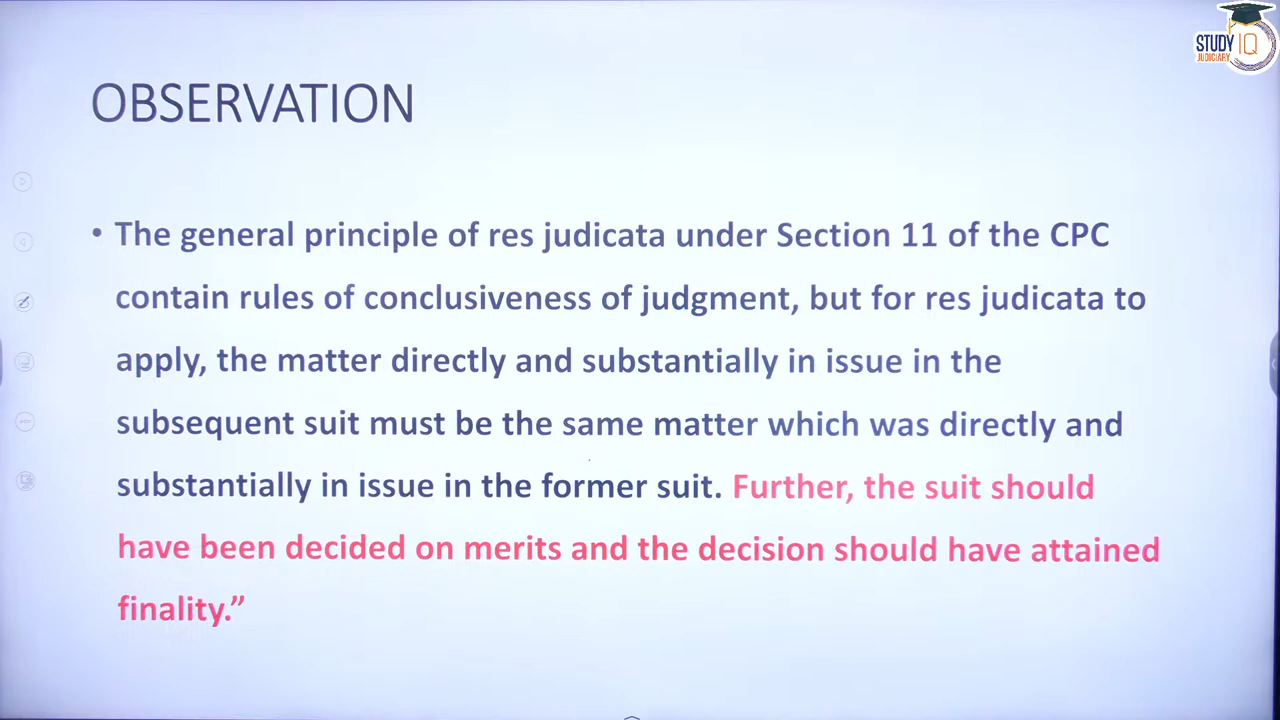 STUDY IQ
JUDICIARY
OBSERVATION
• The general principle of res judicata under Section 11 of the CPC
contain rules of conclusiveness of judgment, but for res judicata to
apply, the matter directly and substantially in issue in the
subsequent suit must be the same matter which was directly and
substantially in issue in the former suit. Further, the suit should
have been decided on merits and the decision should have attained
finality.”